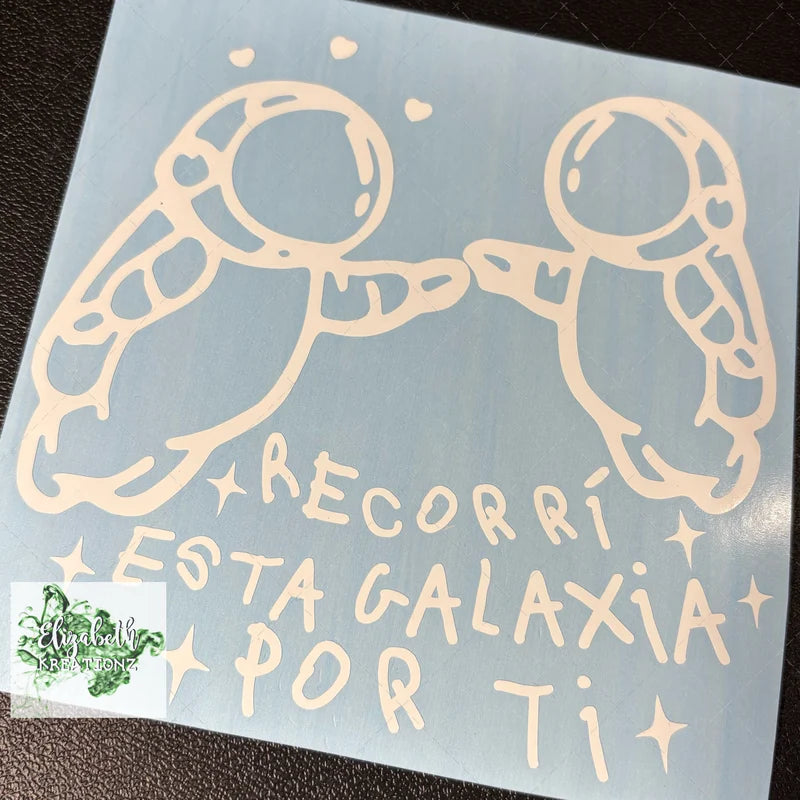 RECORRÍ
ESTA GALAXiA
POR Ti
Elizabeth
KREATIONZ